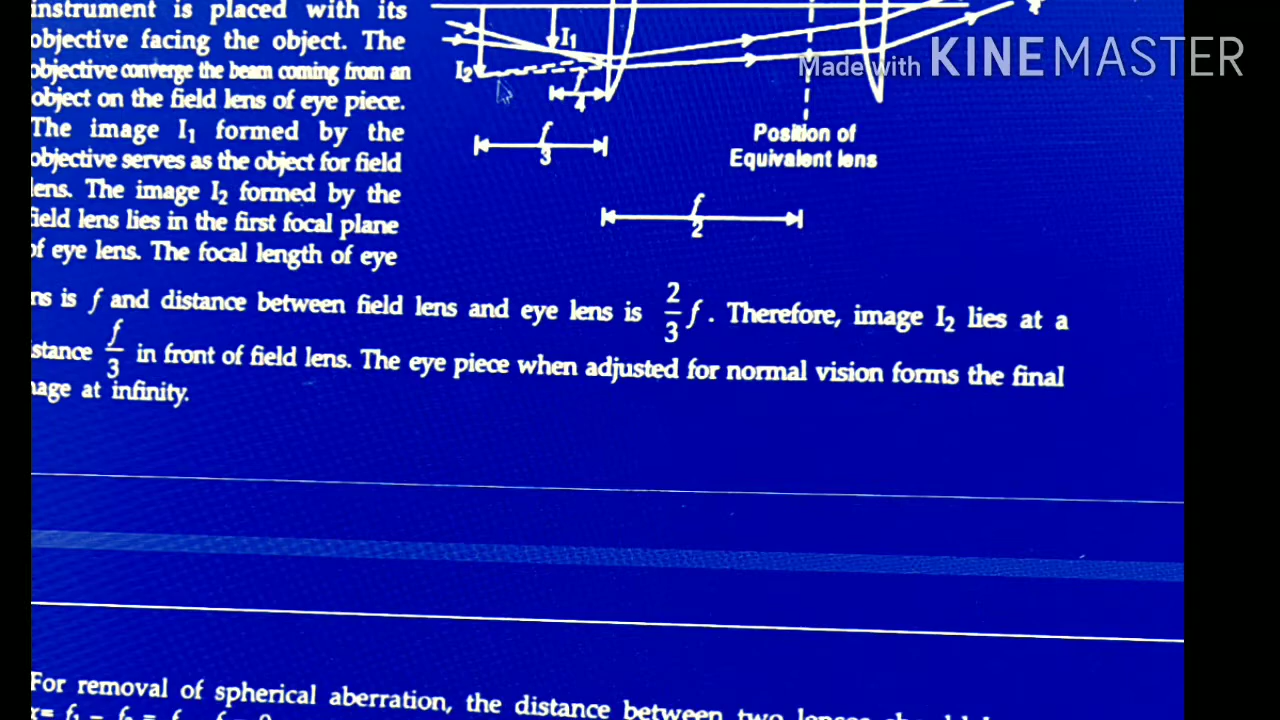 instrument is placed with its
objective facing the object. The
objective converge the beam coming from an
object on the field lens of eye piece.
The image I₁ formed by the
objective serves as the object for field
lens. The image I₂ formed by the
field lens lies in the first focal plane
of eye lens. The focal length of eye
ns is f and distance between field lens and eye lens is 2/3 f. Therefore, image I₂ lies at a
stance f/3 in front of field lens. The eye piece when adjusted for normal vision forms the final
mage at infinity.
I₁
I₂
f/4
f/3
Position of
Equivalent lens
f/2
Made with KINEMASTER
For removal of spherical aberration, the distance between two lenses